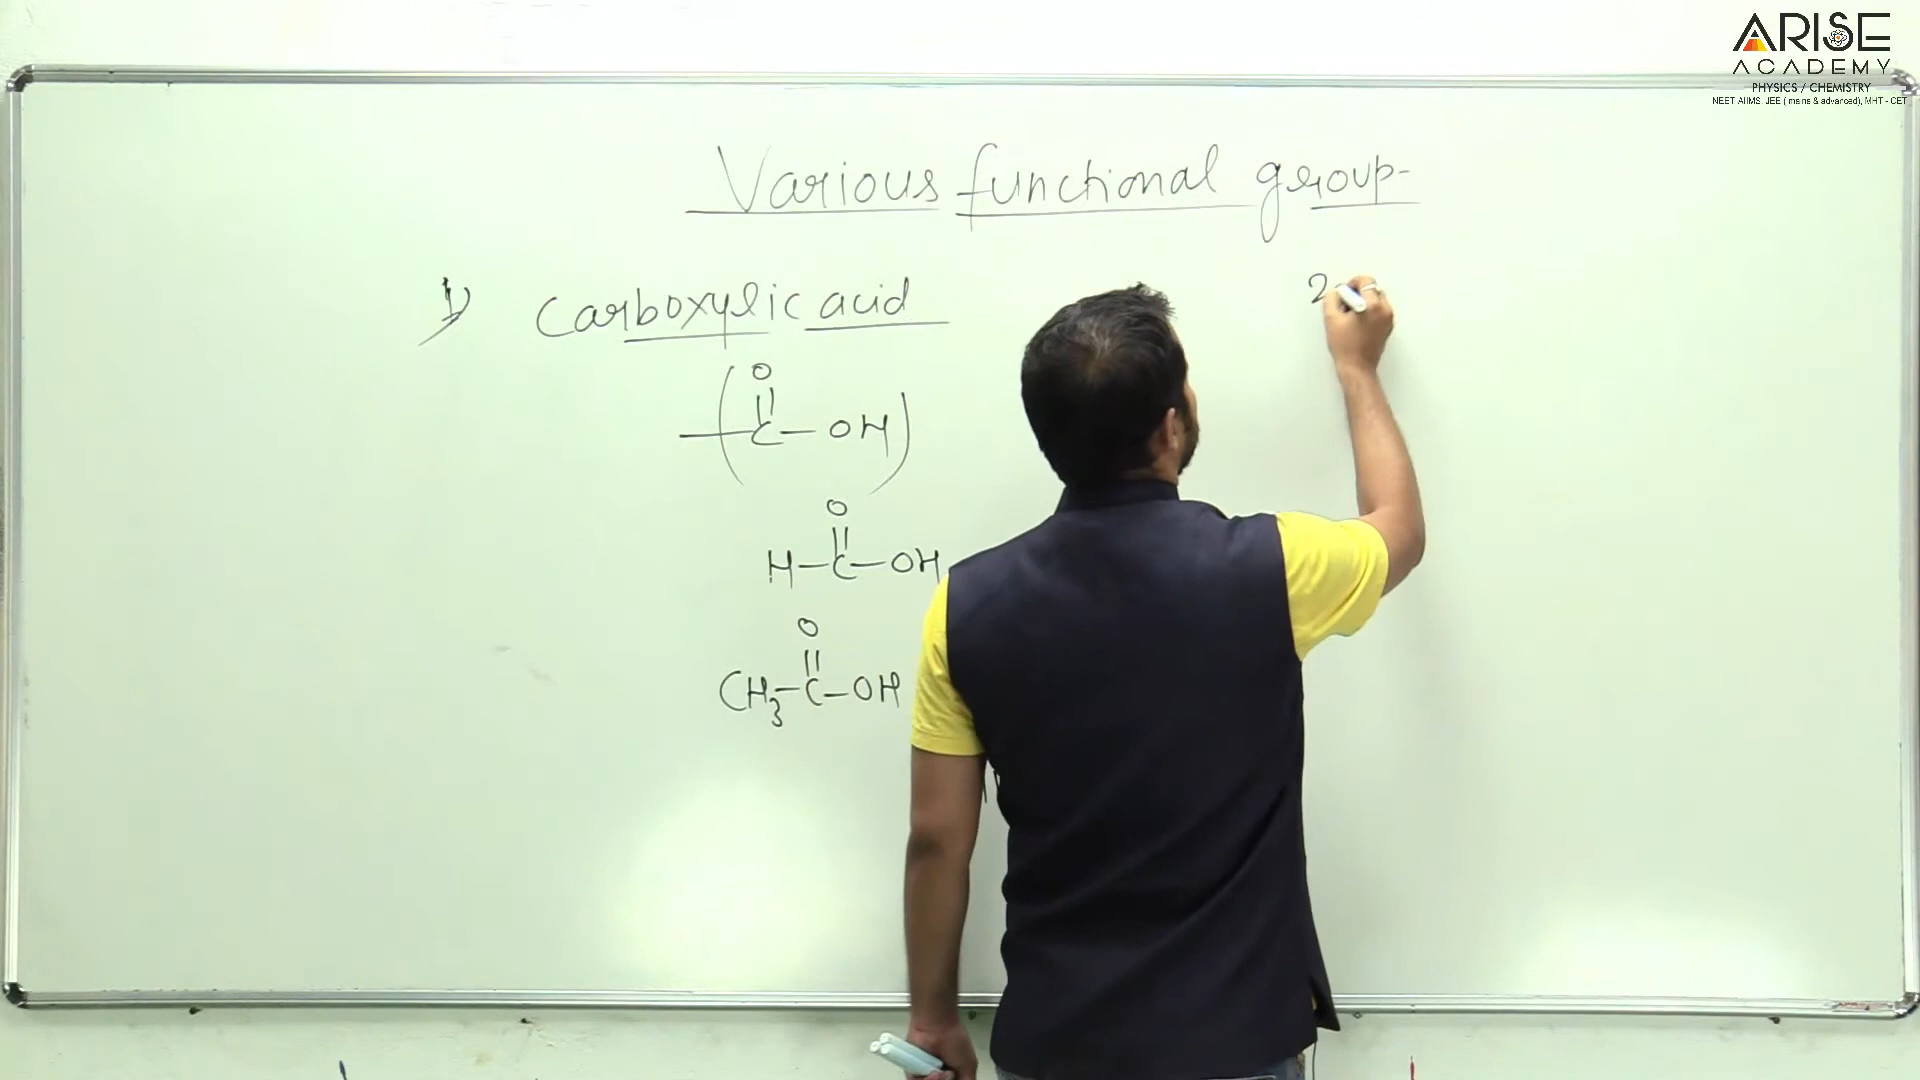 ARISE
ACADEMY
PHYSICS / CHEMISTRY
NEET AIIMS, JEE ( mains & advanced), MHT - CET
Various functional group-
1) Carboxylic acid
2
O
||
—(C—OH)
O
||
H—C—OH
O
||
CH3—C—OH